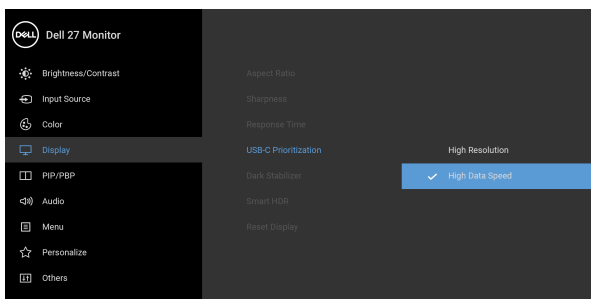 DELL
Dell 27 Monitor
Brightness/Contrast
Input Source
Color
Display
PIP/PBP
Audio
Menu
Personalize
Others
Aspect Ratio
Sharpness
Response Time
USB-C Prioritization
Dark Stabilizer
Smart HDR
Reset Display
High Resolution
High Data Speed